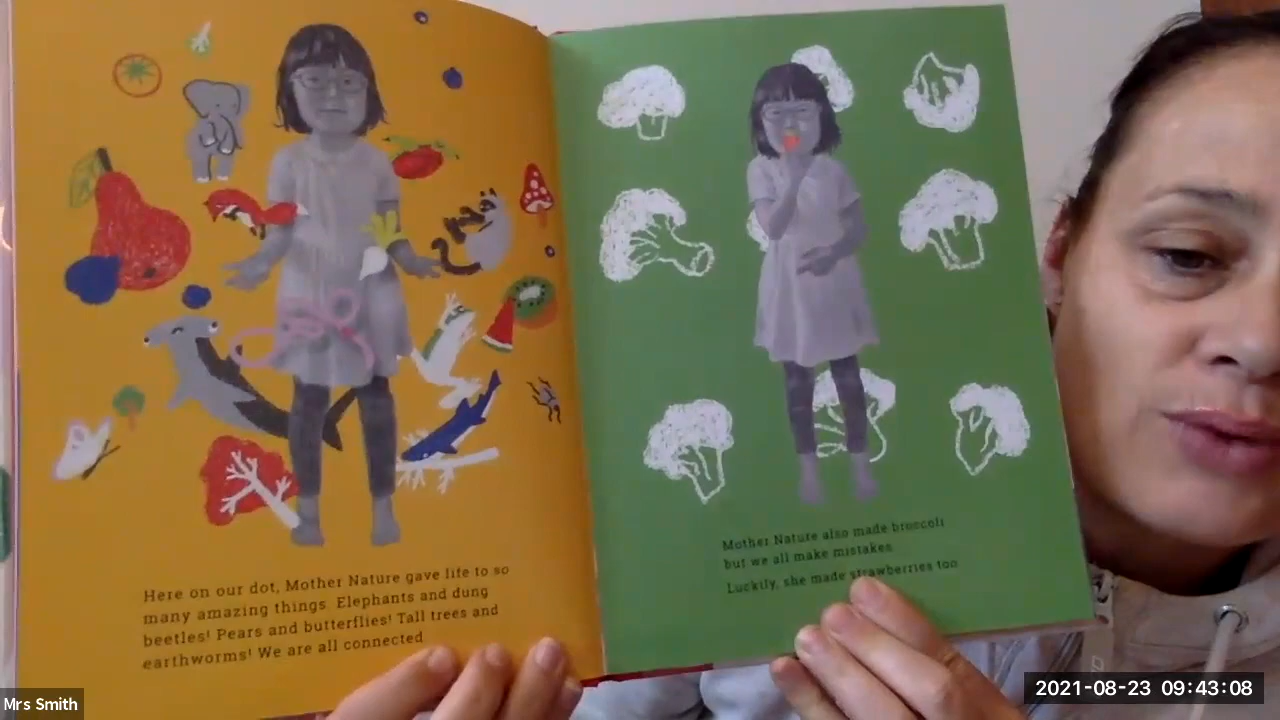 Here on our dot, Mother Nature gave life to so
many amazing things. Elephants and dung
beetles! Pears and butterflies! Tall trees and
earthworms! We are all connected
Mother Nature also made broccoli
but we all make mistakes.
Luckily, she made strawberries too
Mrs Smith
2021-08-23 09:43:08